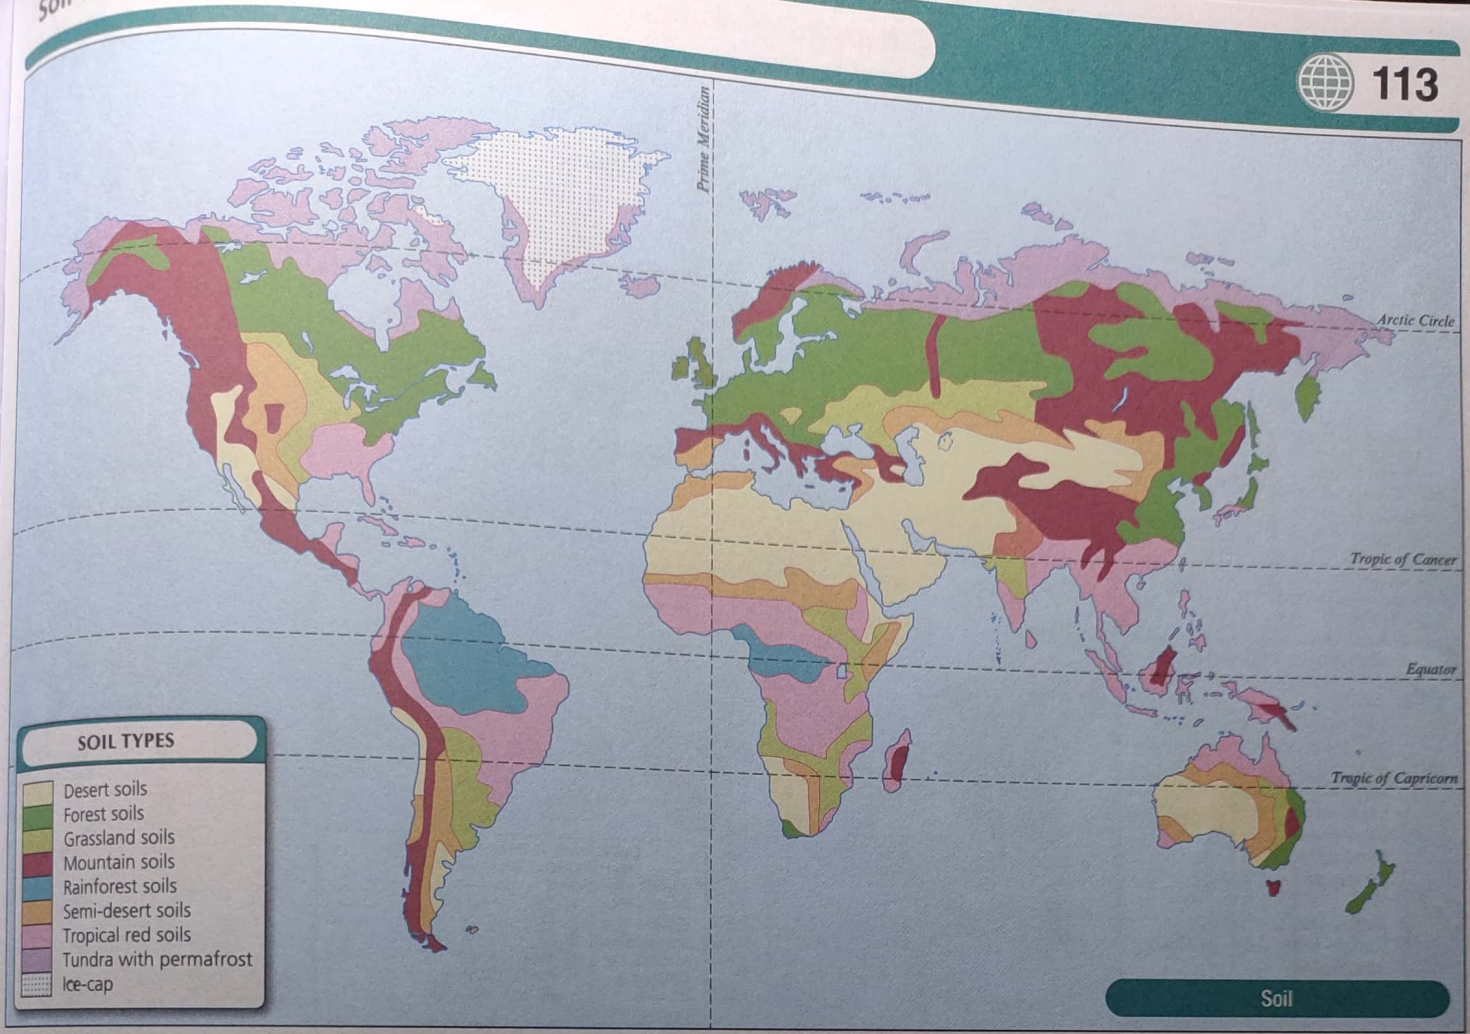 113
Prime Meridian
Arctic Circle
Tropic of Cancer
Equator
Tropic of Capricorn
SOIL TYPES
Desert soils
Forest soils
Grassland soils
Mountain soils
Rainforest soils
Semi-desert soils
Tropical red soils
Tundra with permafrost
Ice-cap
Soil